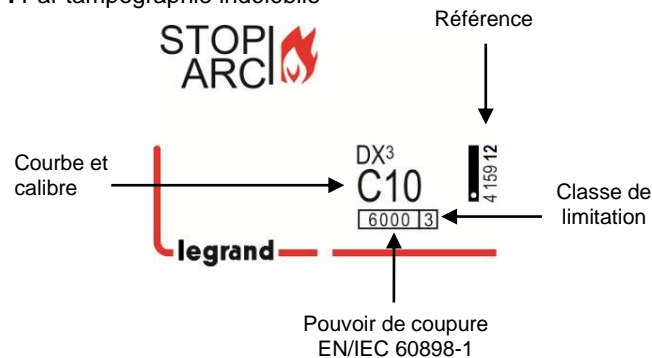 Par tampographie indélébile
Référence
STOP
ARC
Courbe et
calibre
DX³
C10
6000 3
4 159 12
Classe de
limitation
legrand
Pouvoir de coupure
EN/IEC 60898-1